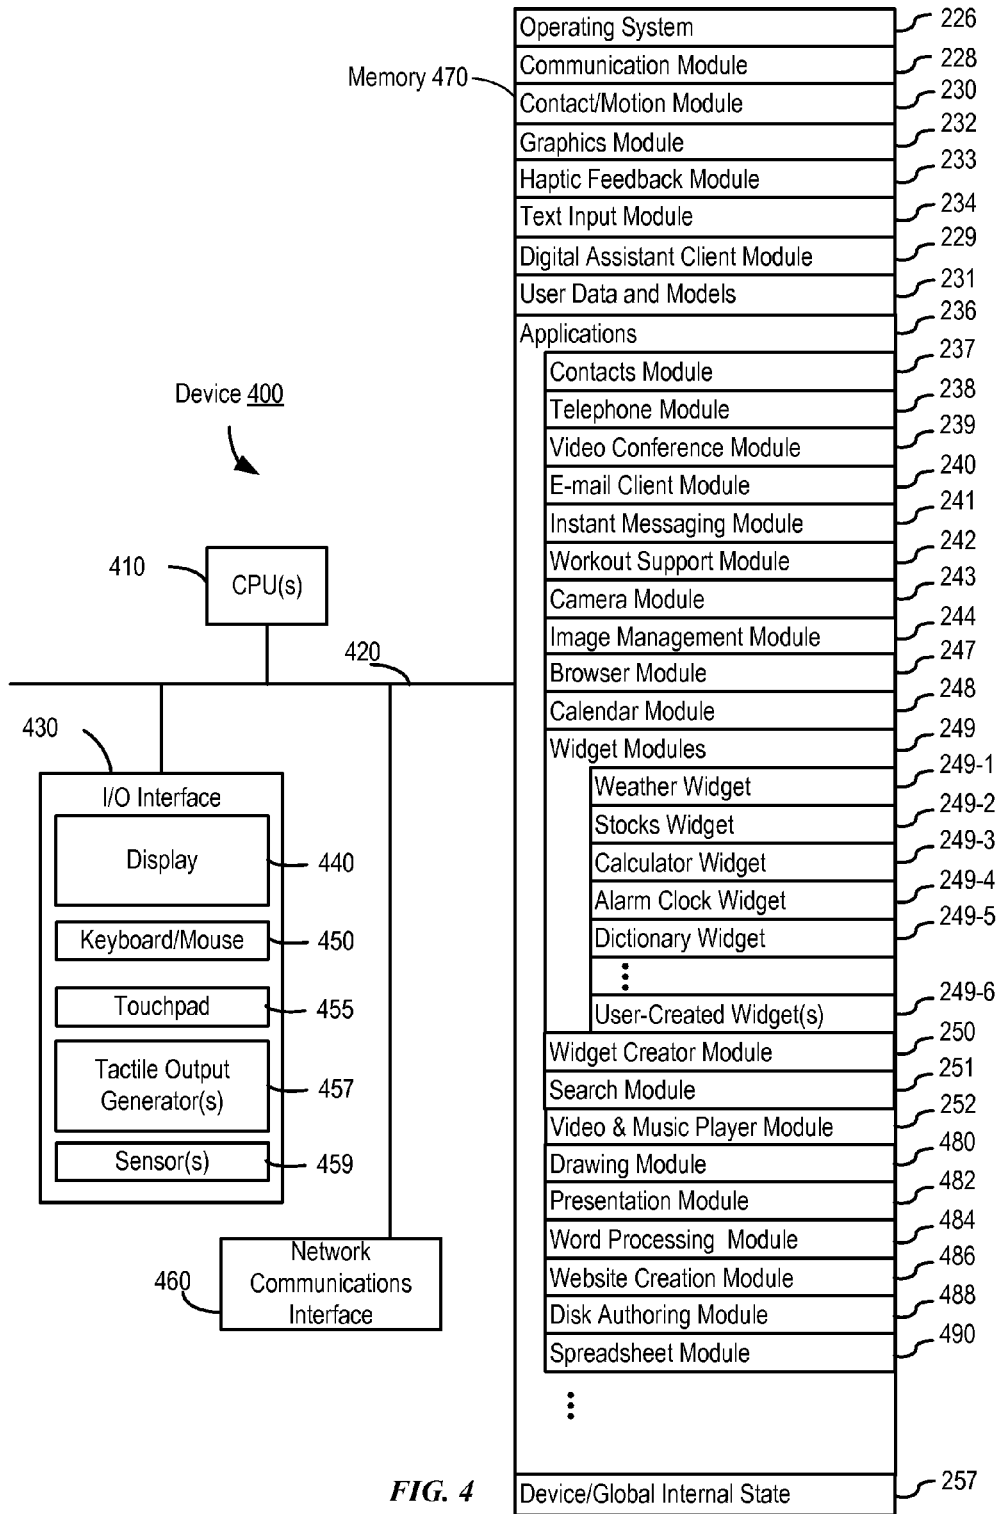 Operating System 226
Communication Module 228
Memory 470
Contact/Motion Module 230
Graphics Module 232
Haptic Feedback Module 233
Text Input Module 234
Digital Assistant Client Module 229
User Data and Models 231
Applications 236
Contacts Module 237
Device 400
Telephone Module 238
Video Conference Module 239
E-mail Client Module 240
Instant Messaging Module 241
Workout Support Module 242
410
CPU(s)
Camera Module 243
Image Management Module 244
420
Browser Module 247
Calendar Module 248
Widget Modules 249
430
I/O Interface
Weather Widget 249-1
Stocks Widget 249-2
Display 440
Calculator Widget 249-3
Alarm Clock Widget 249-4
Keyboard/Mouse 450
Dictionary Widget 249-5
Touchpad 455
User-Created Widget(s) 249-6
Widget Creator Module 250
Tactile Output
Generator(s) 457
Search Module 251
Video & Music Player Module 252
Sensor(s) 459
Drawing Module 480
Presentation Module 482
Word Processing Module 484
Network
Communications
Interface
460
Website Creation Module 486
Disk Authoring Module 488
Spreadsheet Module 490
FIG. 4
Device/Global Internal State 257